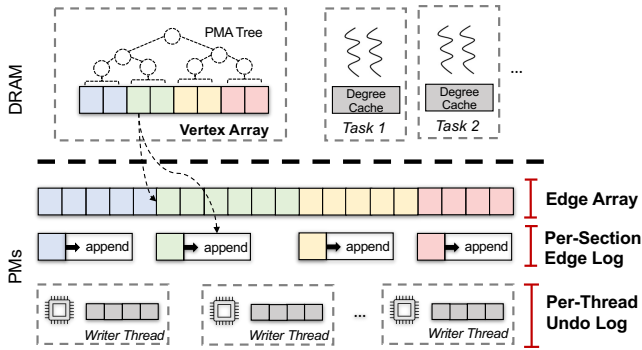 DRAM
PMA Tree
Vertex Array
Degree
Cache
Task 1
Degree
Cache
Task 2
...
PMs
Edge Array
append
append
append
append
Per-Section
Edge Log
Writer Thread
Writer Thread
...
Writer Thread
Per-Thread
Undo Log